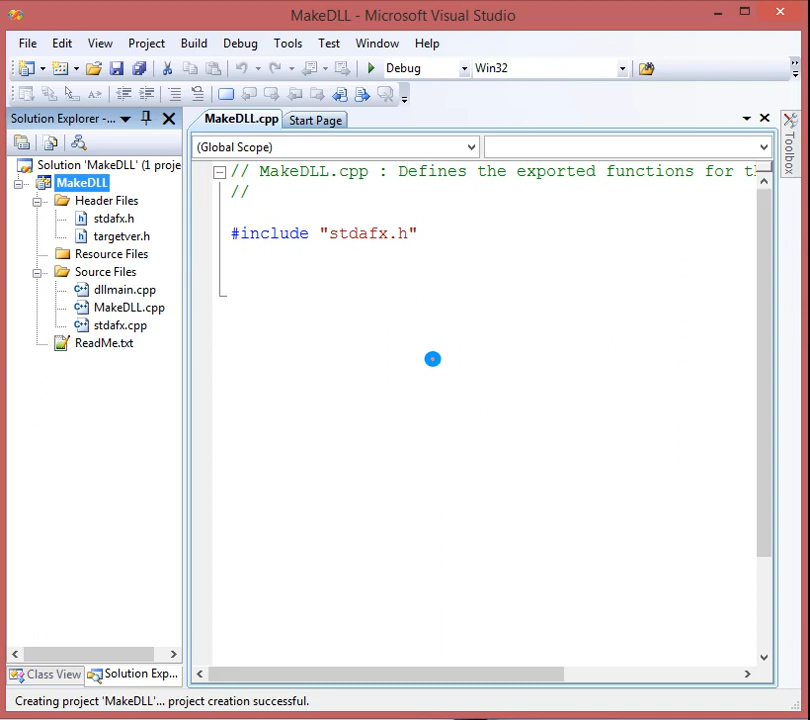 MakeDLL - Microsoft Visual Studio
File Edit View Project Build Debug Tools Test Window Help
Debug Win32
Solution Explorer -...
MakeDLL.cpp Start Page
(Global Scope)
Solution 'MakeDLL' (1 proje
MakeDLL
Header Files
stdafx.h
targetver.h
Resource Files
Source Files
dllmain.cpp
MakeDLL.cpp
stdafx.cpp
ReadMe.txt
// MakeDLL.cpp : Defines the exported functions for th
//
#include "stdafx.h"
Toolbox
Class View Solution Exp...
Creating project 'MakeDLL'... project creation successful.